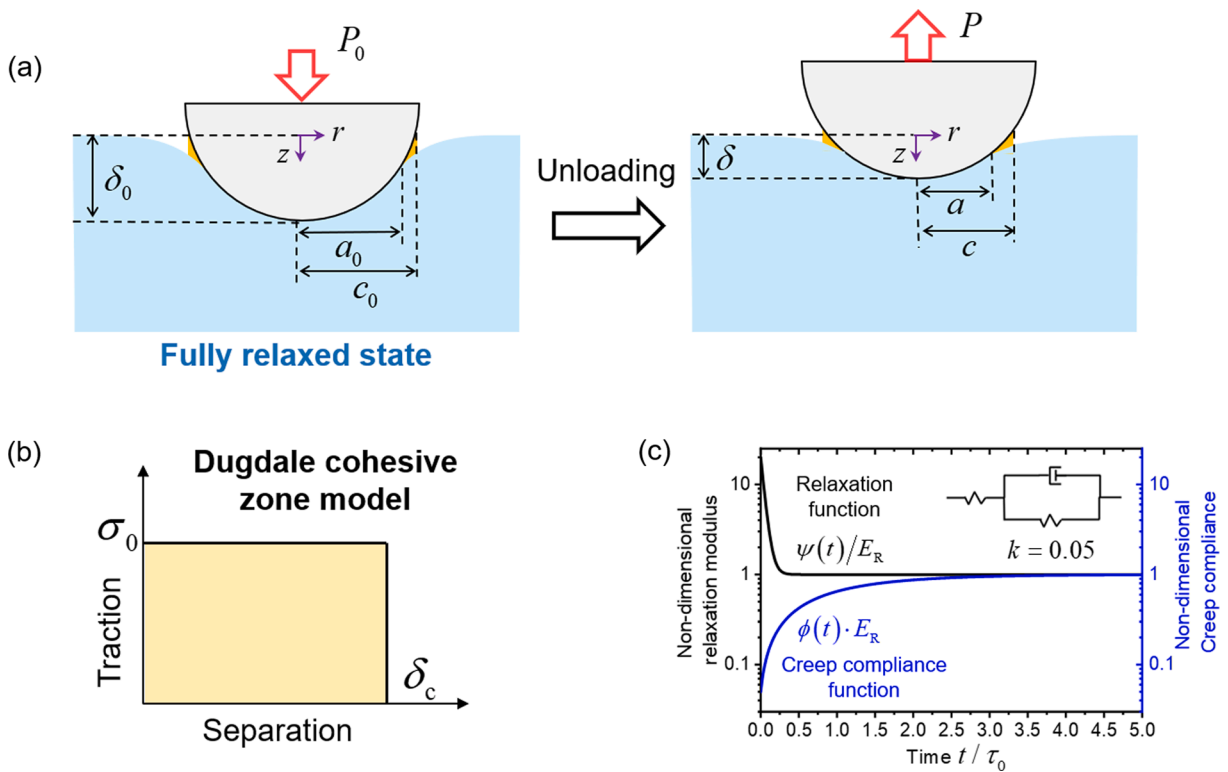 (a)
P₀
r
z
δ₀
a₀
c₀
Fully relaxed state
Unloading
P
r
z
δ
a
c
(b)
Dugdale cohesive
zone model
σ₀
Traction
δc
Separation
(c)
Non-dimensional
relaxation modulus
10
1
0.1
Relaxation
function
ψ(t)/E_R
k = 0.05
ϕ(t)·E_R
Creep compliance
function
10
1
0.1
Non-dimensional
Creep compliance
0.0 0.5 1.0 1.5 2.0 2.5 3.0 3.5 4.0 4.5 5.0
Time t / τ₀